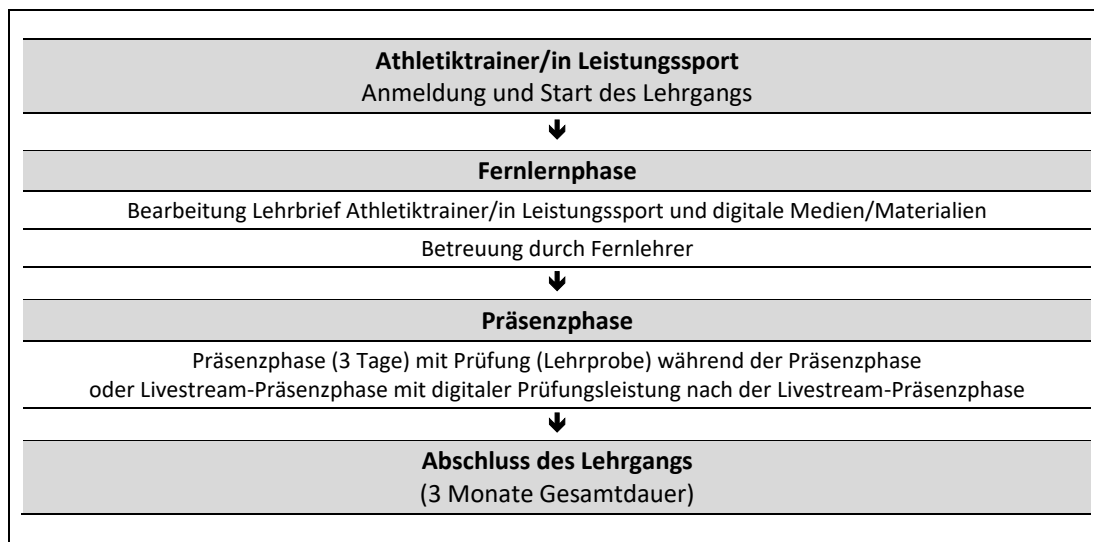 Athletiktrainer/in Leistungssport
Anmeldung und Start des Lehrgangs
Fernlernphase
Bearbeitung Lehrbrief Athletiktrainer/in Leistungssport und digitale Medien/Materialien
Betreuung durch Fernlehrer
Präsenzphase
Präsenzphase (3 Tage) mit Prüfung (Lehrprobe) während der Präsenzphase
oder Livestream-Präsenzphase mit digitaler Prüfungsleistung nach der Livestream-Präsenzphase
Abschluss des Lehrgangs
(3 Monate Gesamtdauer)